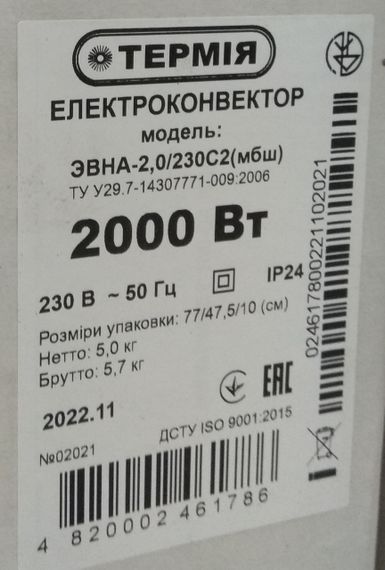 ТЕРМІЯ
ЕЛЕКТРОКОНВЕКТОР
модель:
ЭВНА-2,0/230С2(мбш)
ТУ У29.7-14307771-009:2006
2000 Вт
230 В ~ 50 Гц
IP24
Розміри упаковки: 77/47,5/10 (см)
Нетто: 5,0 кг
Брутто: 5,7 кг
EAC
2022.11
ДСТУ ISO 9001:2015
№02021
4 820002 461786
02461780022110202​1